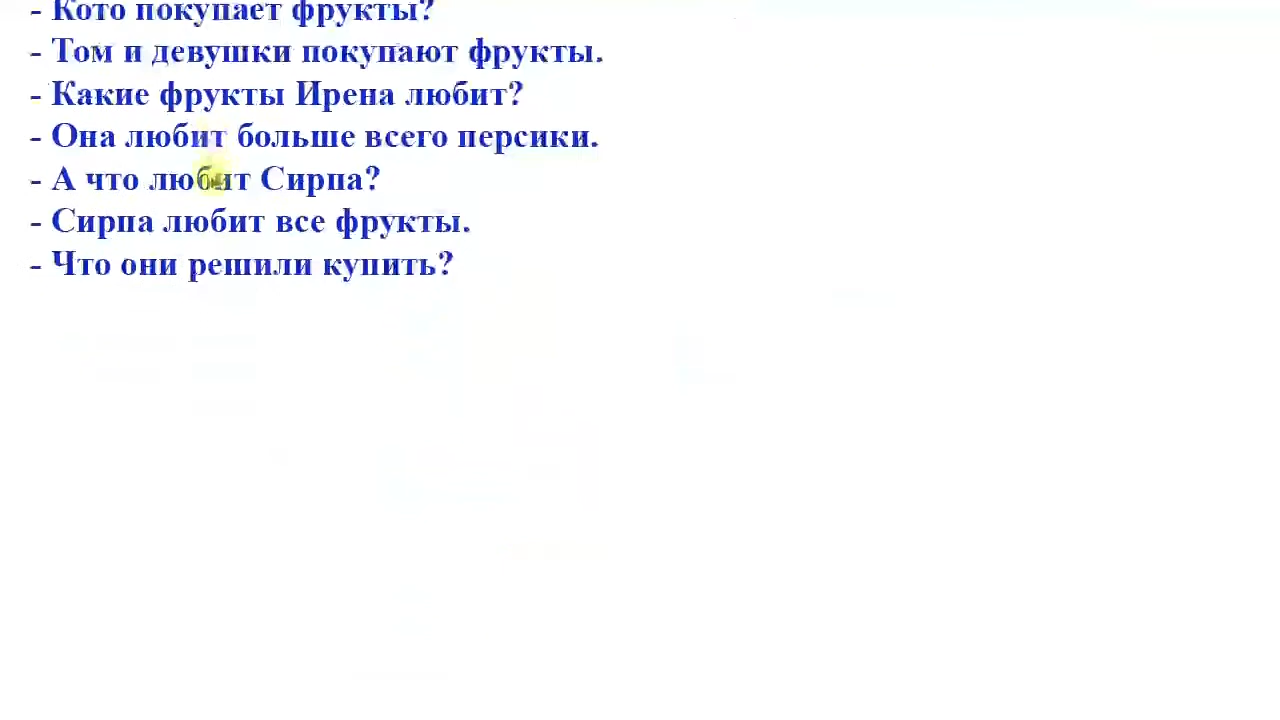 - Кото покупает фрукты?
- Том и девушки покупают фрукты.
- Какие фрукты Ирена любит?
- Она любит больше всего персики.
- А что любит Сирпа?
- Сирпа любит все фрукты.
- Что они решили купить?